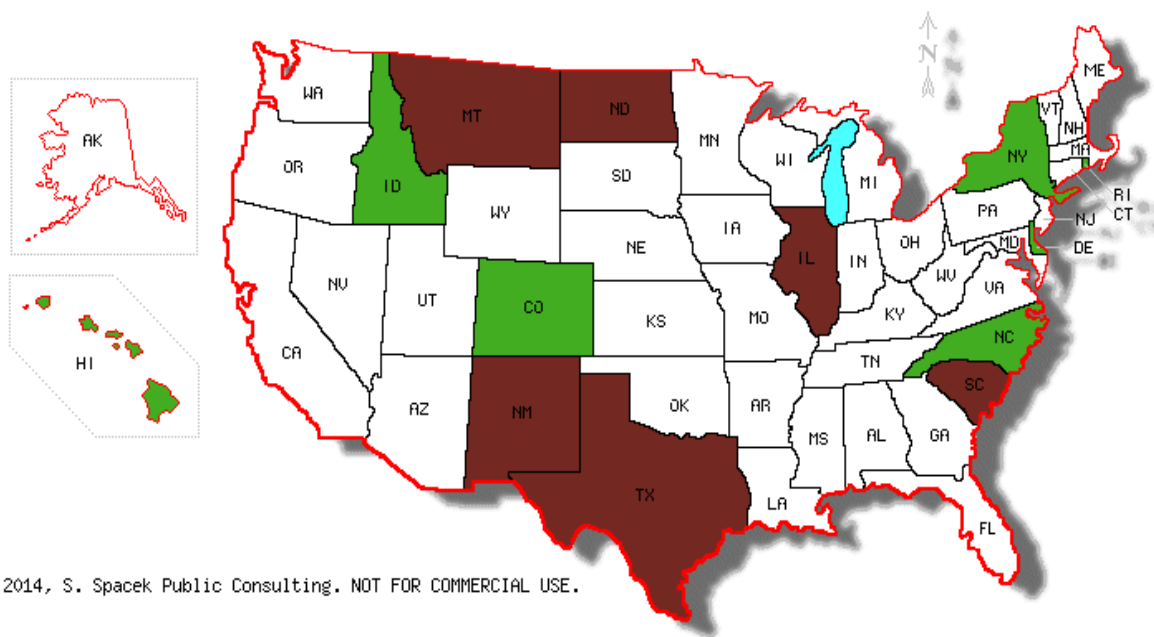 N
ME
WA
VT
NH
MT
ND
MN
MA
AK
OR
WI
NY
MI
ID
SD
RI
WY
PA
CT
NJ
IA
OH
MD
DE
NE
IL
IN
WV
NV
UT
VA
CO
KS
MO
KY
CA
NC
HI
TN
SC
AZ
NM
OK
AR
MS
AL
GA
TX
LA
FL
2014, S. Spacek Public Consulting. NOT FOR COMMERCIAL USE.